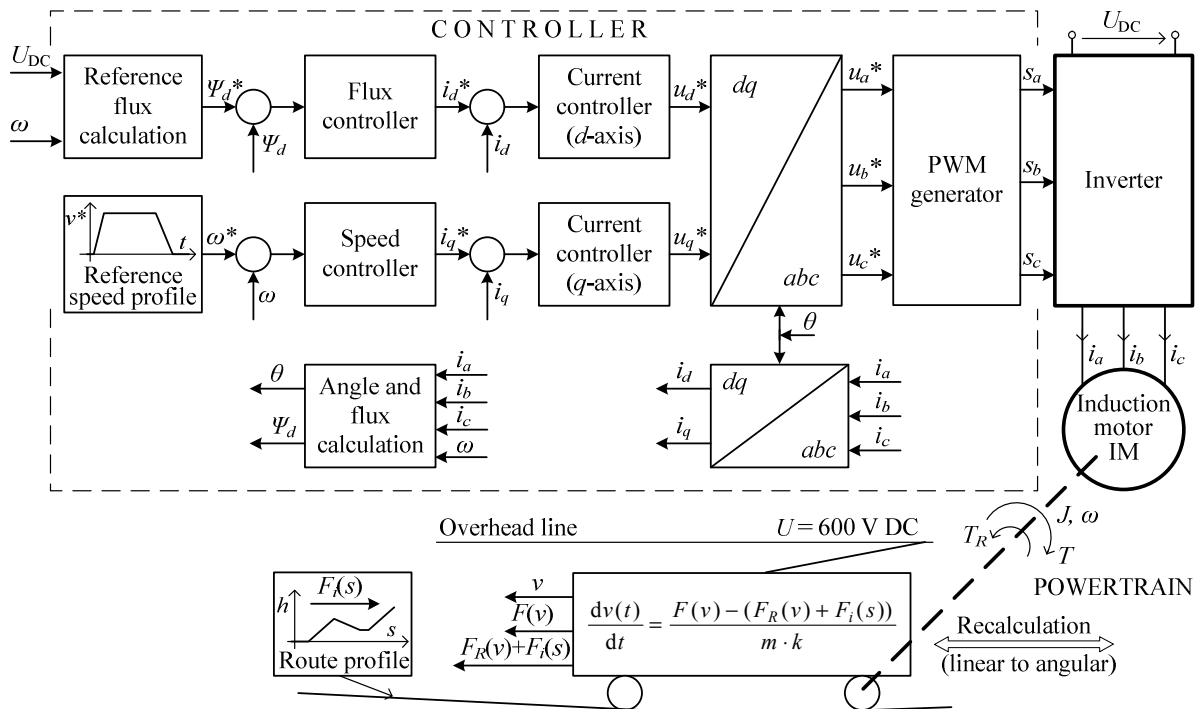 CONTROLLER
U_DC
ω
Reference
flux
calculation
Ψ_d*
Ψ_d
Flux
controller
i_d*
i_d
Current
controller
(d-axis)
u_d*
dq
abc
u_a*
u_b*
u_c*
PWM
generator
s_a
s_b
s_c
U_DC
Inverter
v*
t
Reference
speed profile
ω*
ω
Speed
controller
i_q*
i_q
Current
controller
(q-axis)
u_q*
θ
θ
Ψ_d
Angle and
flux
calculation
i_a
i_b
i_c
ω
i_d
i_q
dq
abc
i_a
i_b
i_c
i_a
i_b
i_c
Induction
motor
IM
J, ω
T_R
T
POWERTRAIN
Overhead line
U = 600 V DC
F_i(s)
h
s
Route profile
v
F(v)
F_R(v)+F_i(s)
dv(t)/dt = F(v) − (F_R(v) + F_i(s))/m · k
Recalculation
(linear to angular)